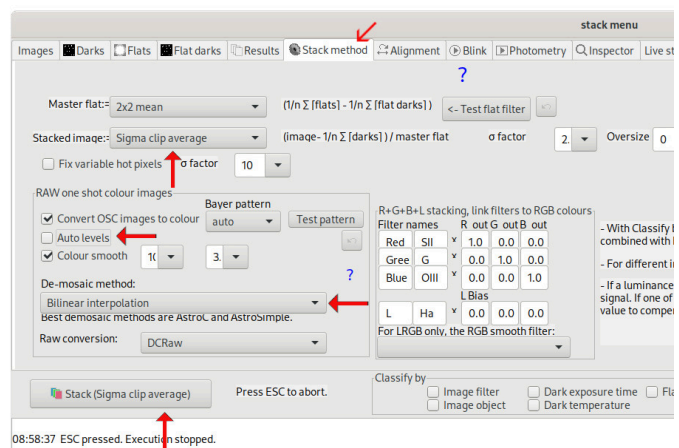 stack menu
Images Darks Flats Flat darks Results Stack method Alignment Blink Photometry Inspector Live st
?
Master flat:= 2x2 mean (1/n Σ [flats] - 1/n Σ [flat darks] ) <- Test flat filter
Stacked image:= Sigma clip average (image- 1/n Σ [darks] ) / master flat σ factor 2. Oversize 0
Fix variable hot pixels σ factor 10
RAW one shot colour images
Bayer pattern
Convert OSC images to colour auto Test pattern
Auto levels
Colour smooth 1( 3.
?
De-mosaic method:
Bilinear interpolation
Best demosaic methods are AstroC and AstroSimple.
Raw conversion: DCRaw
R+G+B+L stacking, link filters to RGB colours
Filter names R out G out B out
Red SII x 1.0 0.0 0.0
Gree G x 0.0 1.0 0.0
Blue OIII x 0.0 0.0 1.0
L Bias
L Ha x 0.0 0.0 0.0
For LRGB only, the RGB smooth filter:
- With Classify b
combined with
- For different in
- If a luminance
signal. If one of
value to comper
Stack (Sigma clip average) Press ESC to abort.
Classify by
Image filter Dark exposure time Fla
Image object Dark temperature
08:58:37 ESC pressed. Execution stopped.